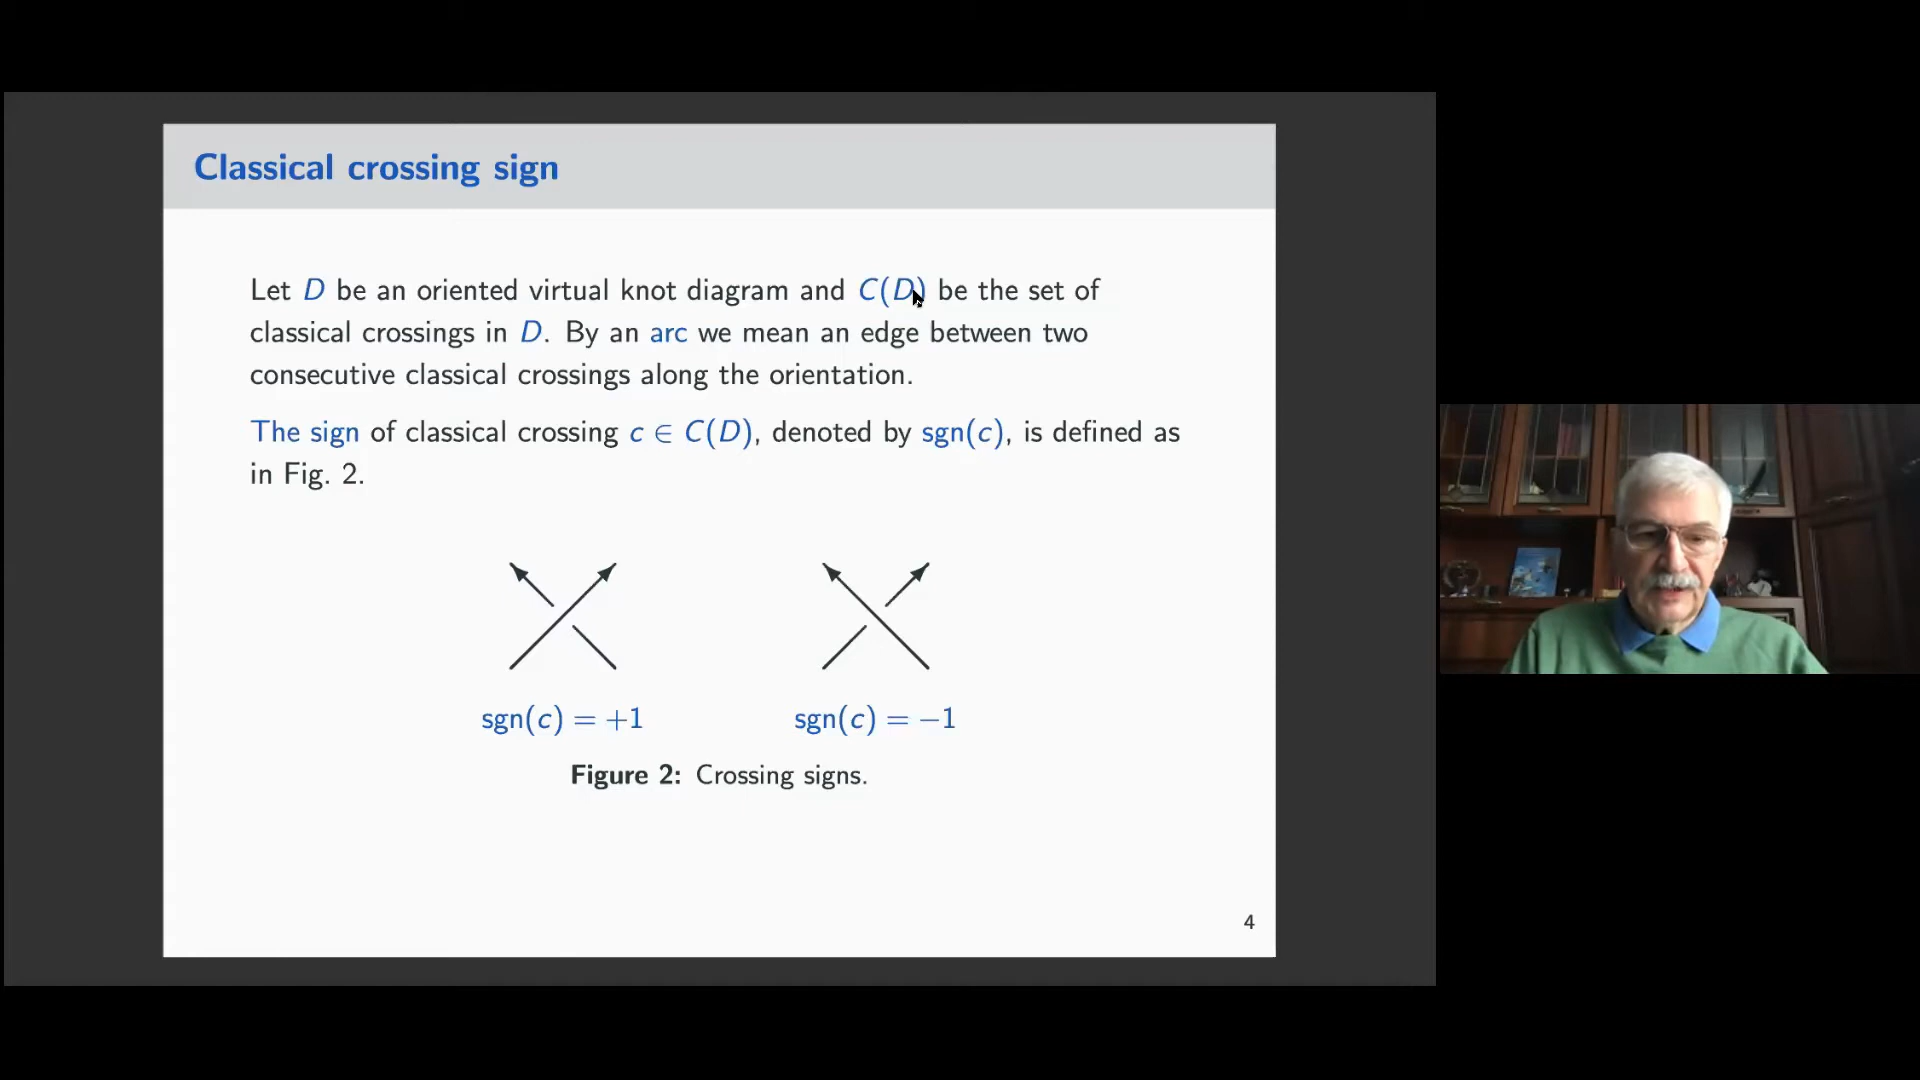 Classical crossing sign
Let D be an oriented virtual knot diagram and C(D) be the set of
classical crossings in D. By an arc we mean an edge between two
consecutive classical crossings along the orientation.
The sign of classical crossing c ∈ C(D), denoted by sgn(c), is defined as
in Fig. 2.
sgn(c) = +1
sgn(c) = −1
Figure 2: Crossing signs.
4